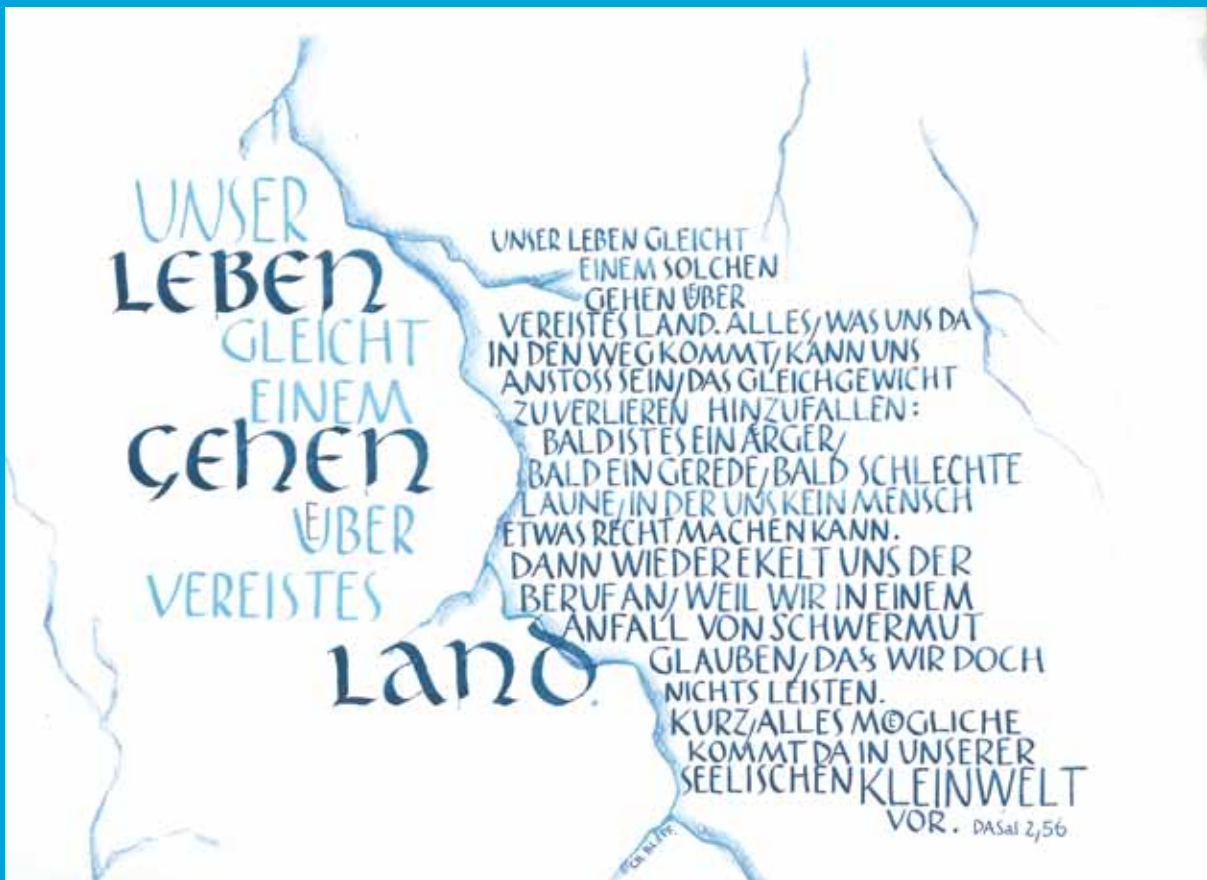 UNSER
LEBEN
GLEICHT
EINEM
GEHEN
ÜBER
VEREISTES
LAND.
UNSER LEBEN GLEICHT
EINEM SOLCHEN
GEHEN ÜBER
VEREISTES LAND. ALLES, WAS UNS DA
IN DEN WEG KOMMT, KANN UNS
ANSTOSS SEIN, DAS GLEICHGEWICHT
ZU VERLIEREN HINZUFALLEN:
BALD IST ES EIN ÄRGER,
BALD EIN GEREDE, BALD SCHLECHTE
LAUNE, IN DER UNS KEIN MENSCH
ETWAS RECHT MACHEN KANN.
DANN WIEDER EKELT UNS DER
BERUF AN, WEIL WIR IN EINEM
ANFALL VON SCHWERMUT
GLAUBEN, DASS WIR DOCH
NICHTS LEISTEN.
KURZ, ALLES MÖGLICHE
KOMMT DA IN UNSERER
SEELISCHEN KLEINWELT
VOR. DASal 2,56